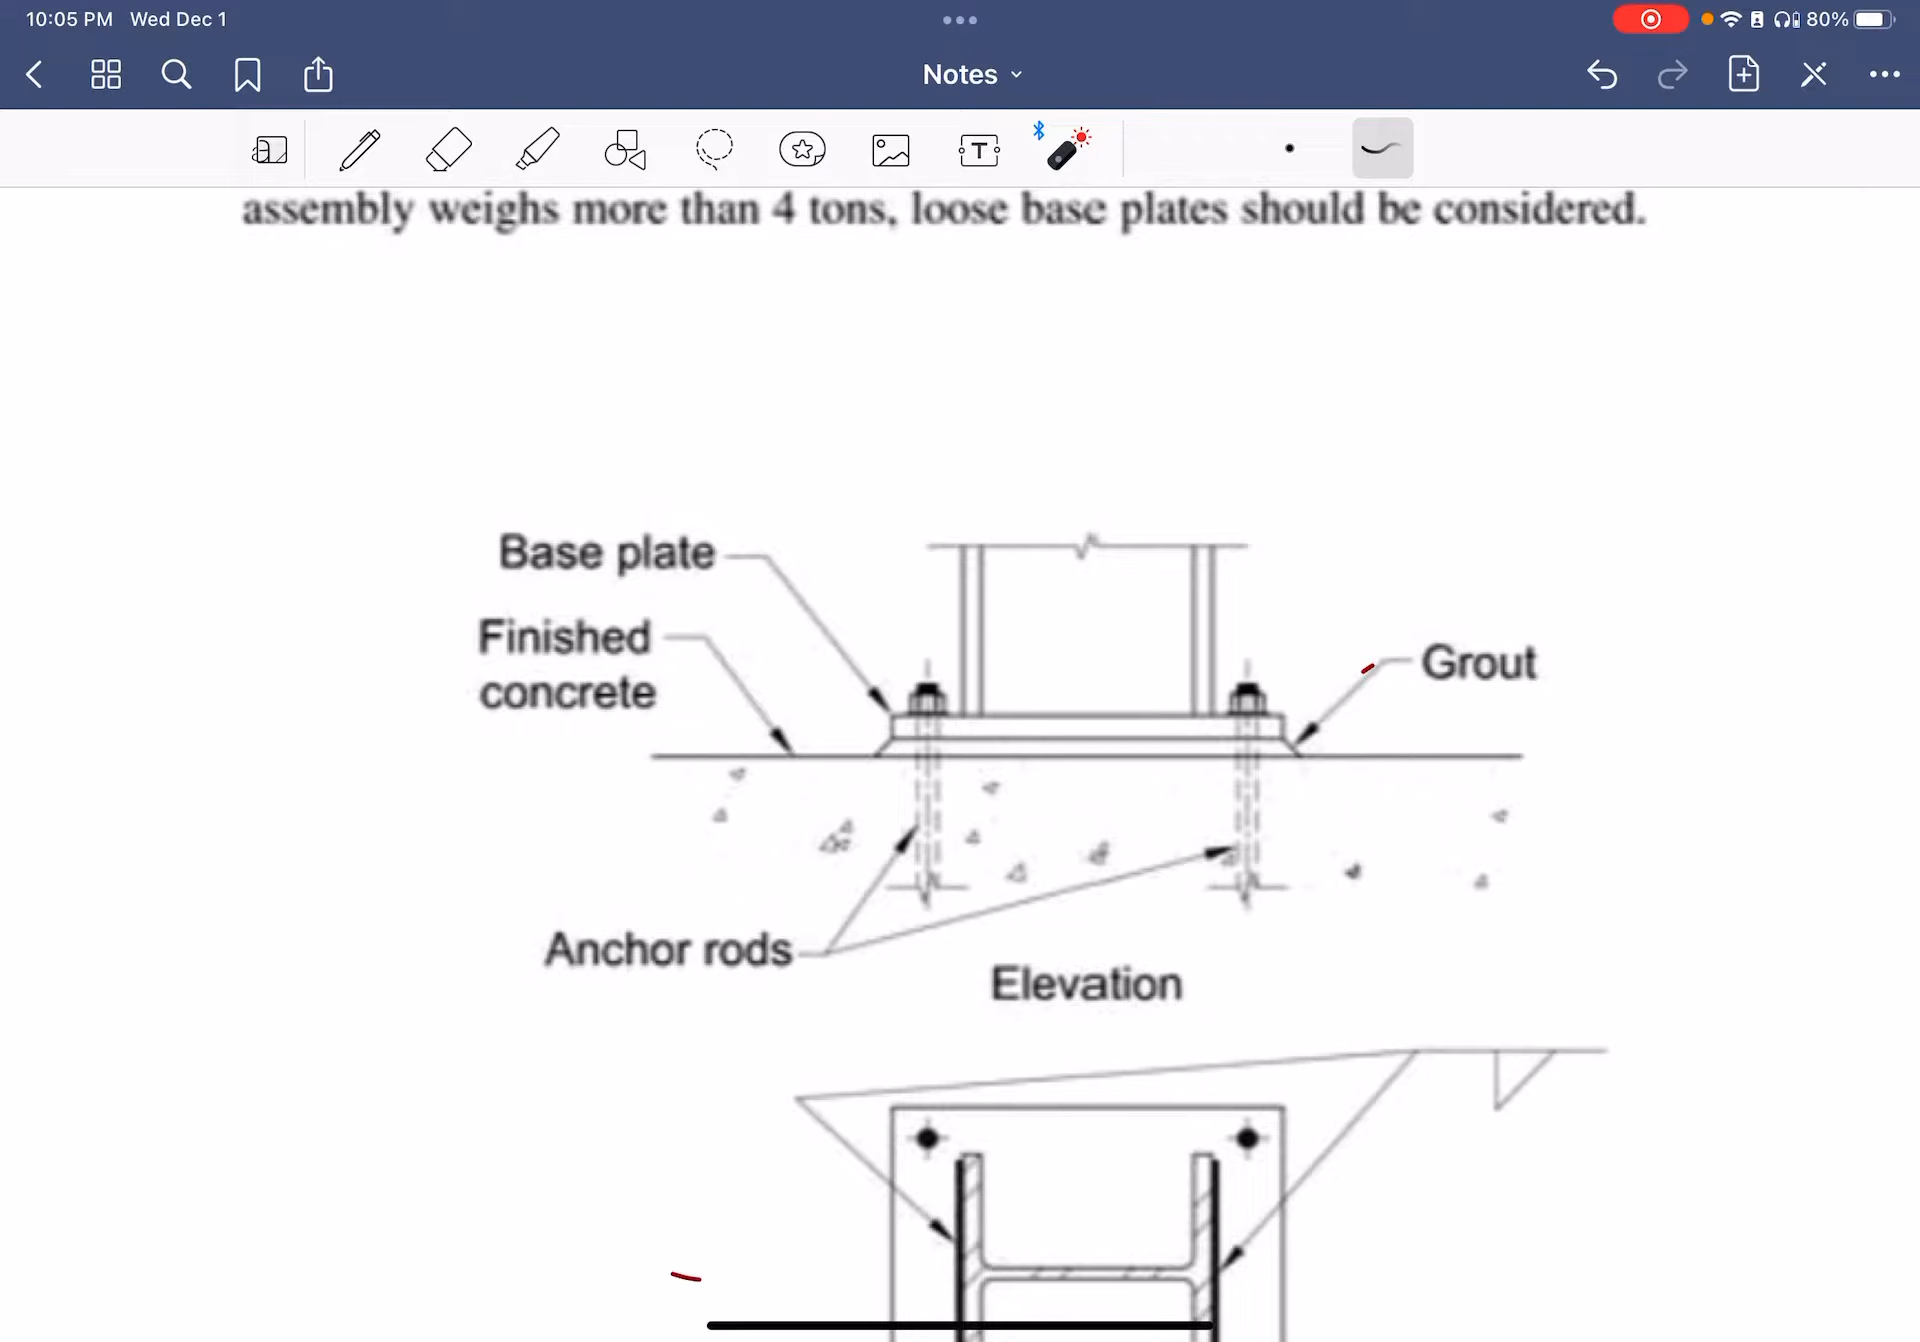 10:05 PM Wed Dec 1
80%
Notes
a
T
assembly weighs more than 4 tons, loose base plates should be considered.
Base plate
Finished
concrete
Grout
Anchor rods
Elevation